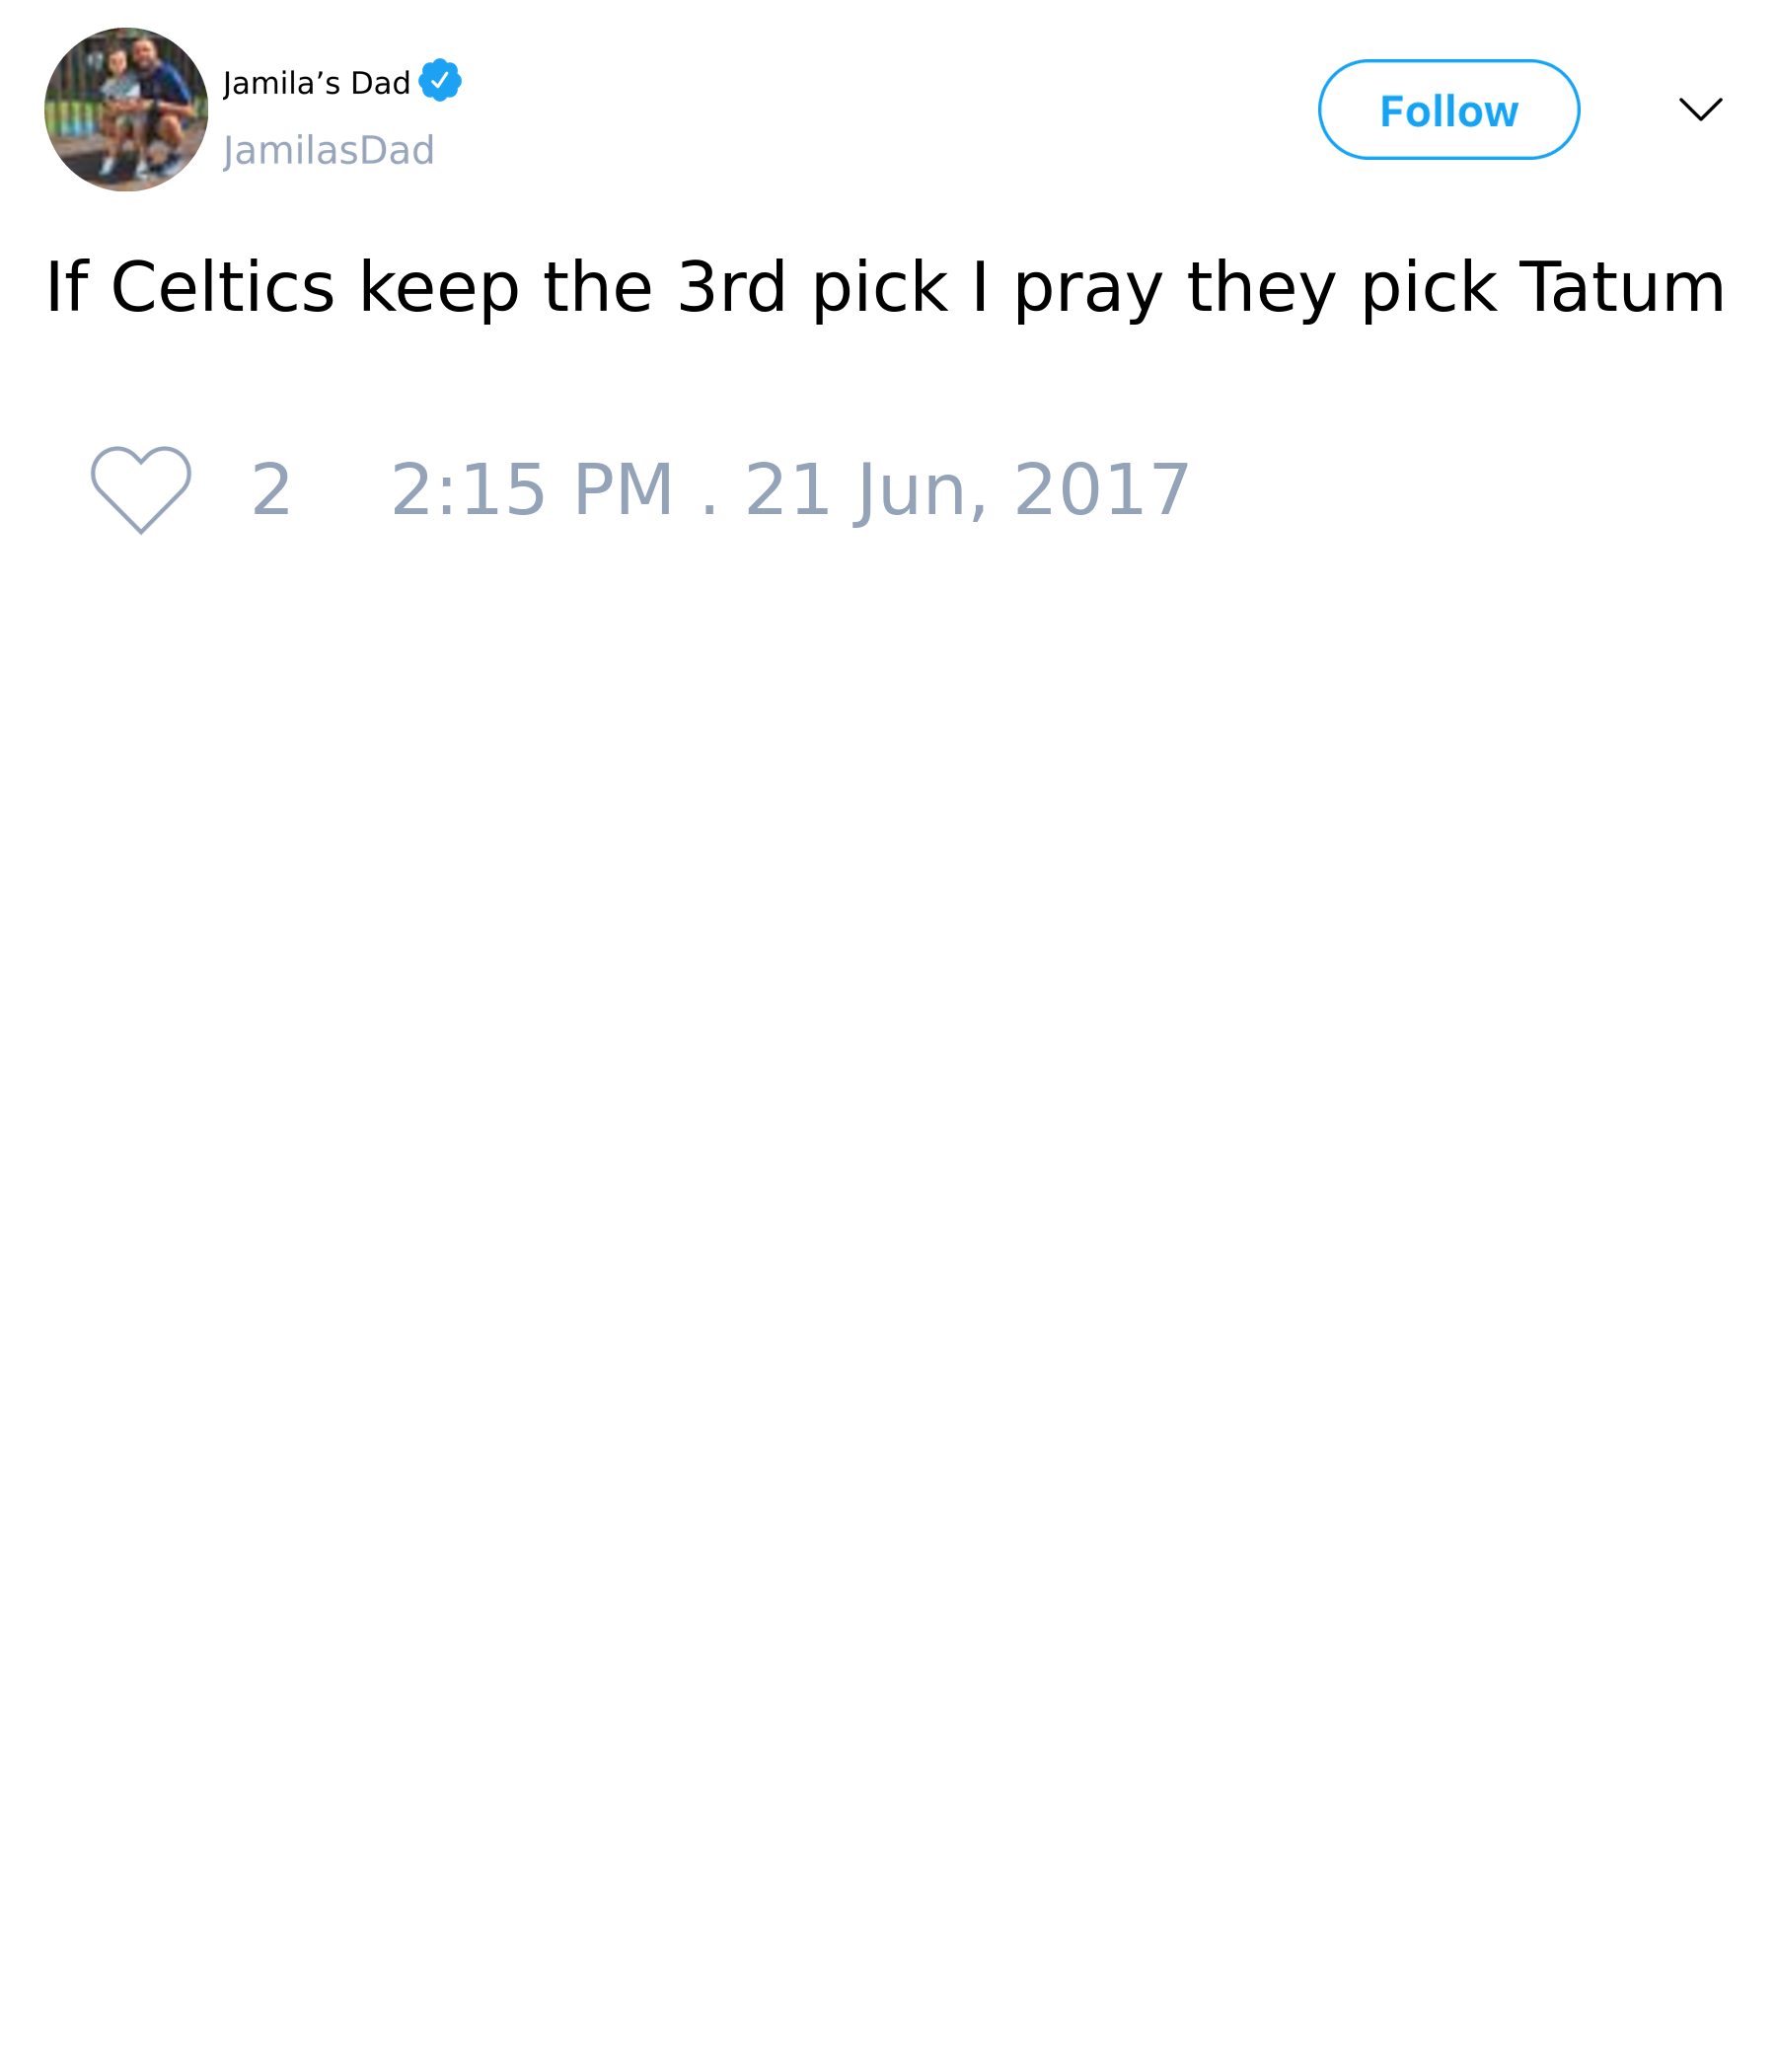 Jamila’s Dad
JamilasDad
Follow
If Celtics keep the 3rd pick I pray they pick Tatum
2 2:15 PM . 21 Jun, 2017